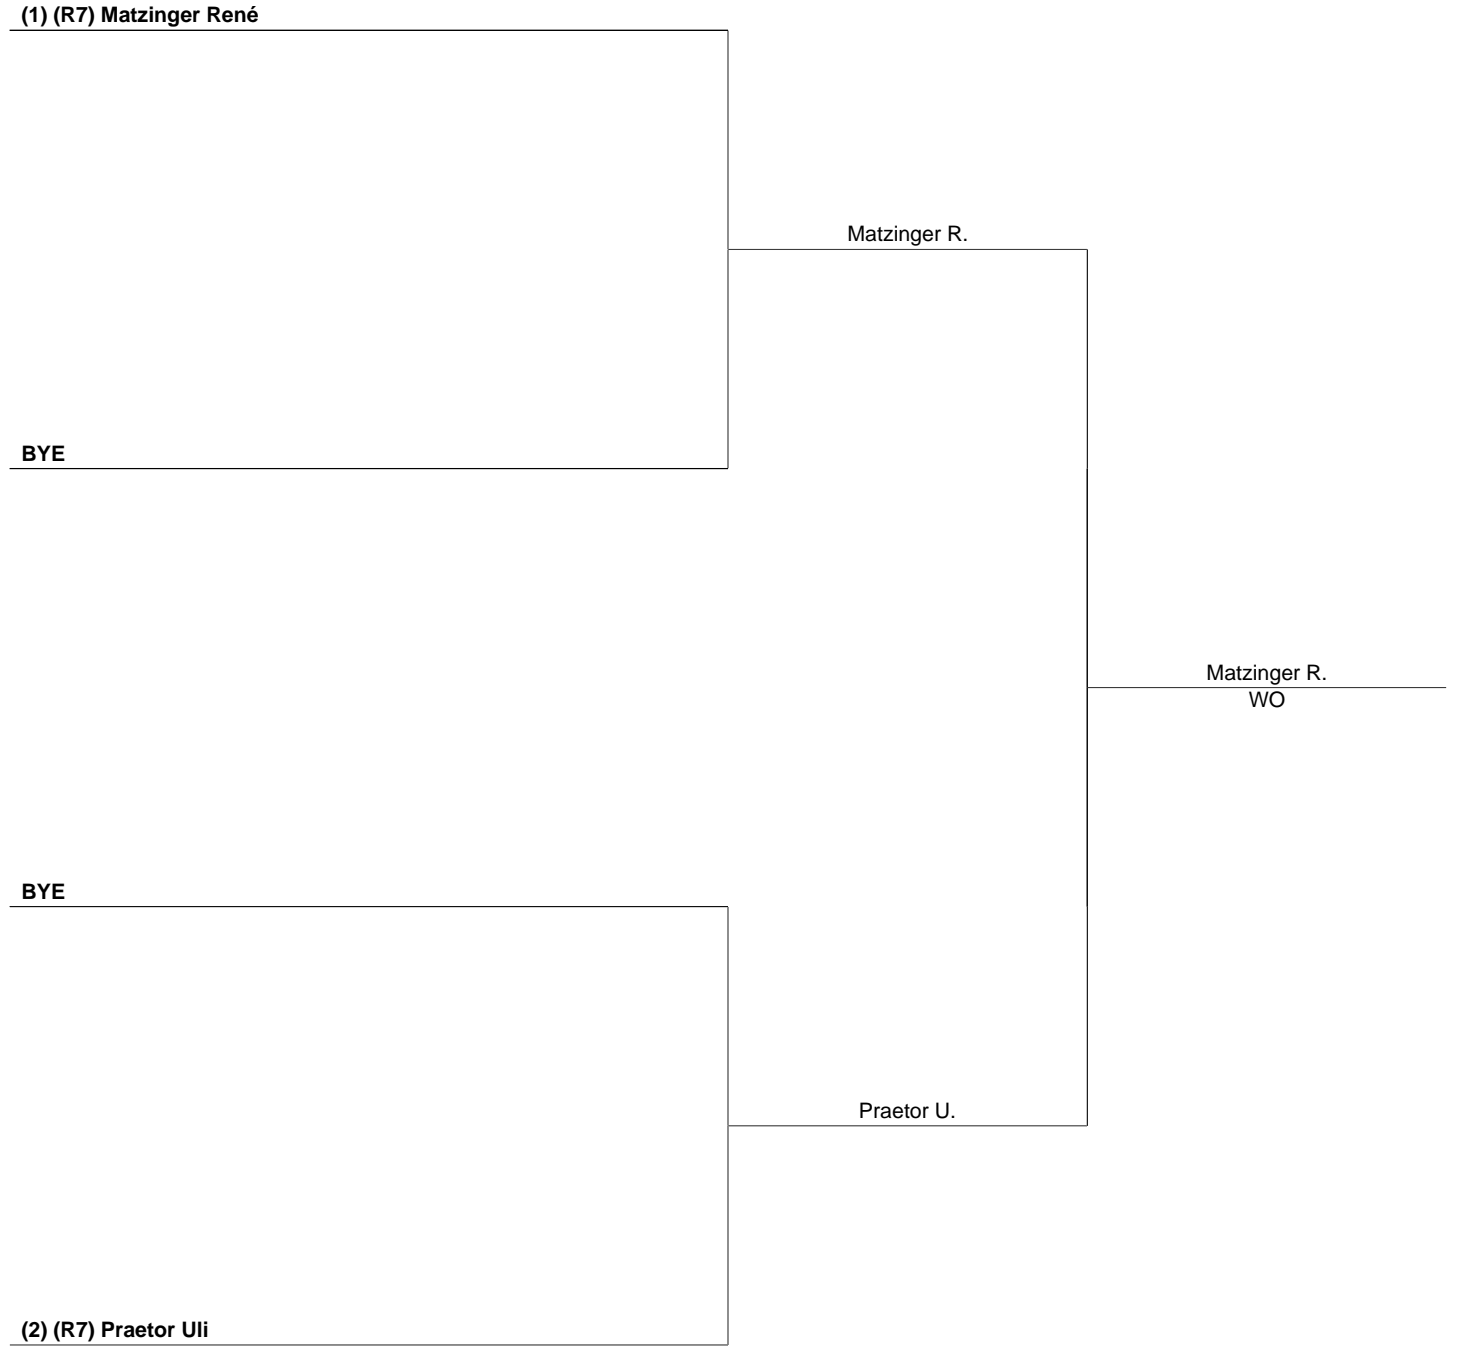 (1) (R7) Matzinger René
Matzinger R.
BYE
Matzinger R.
WO
BYE
Praetor U.
(2) (R7) Praetor Uli